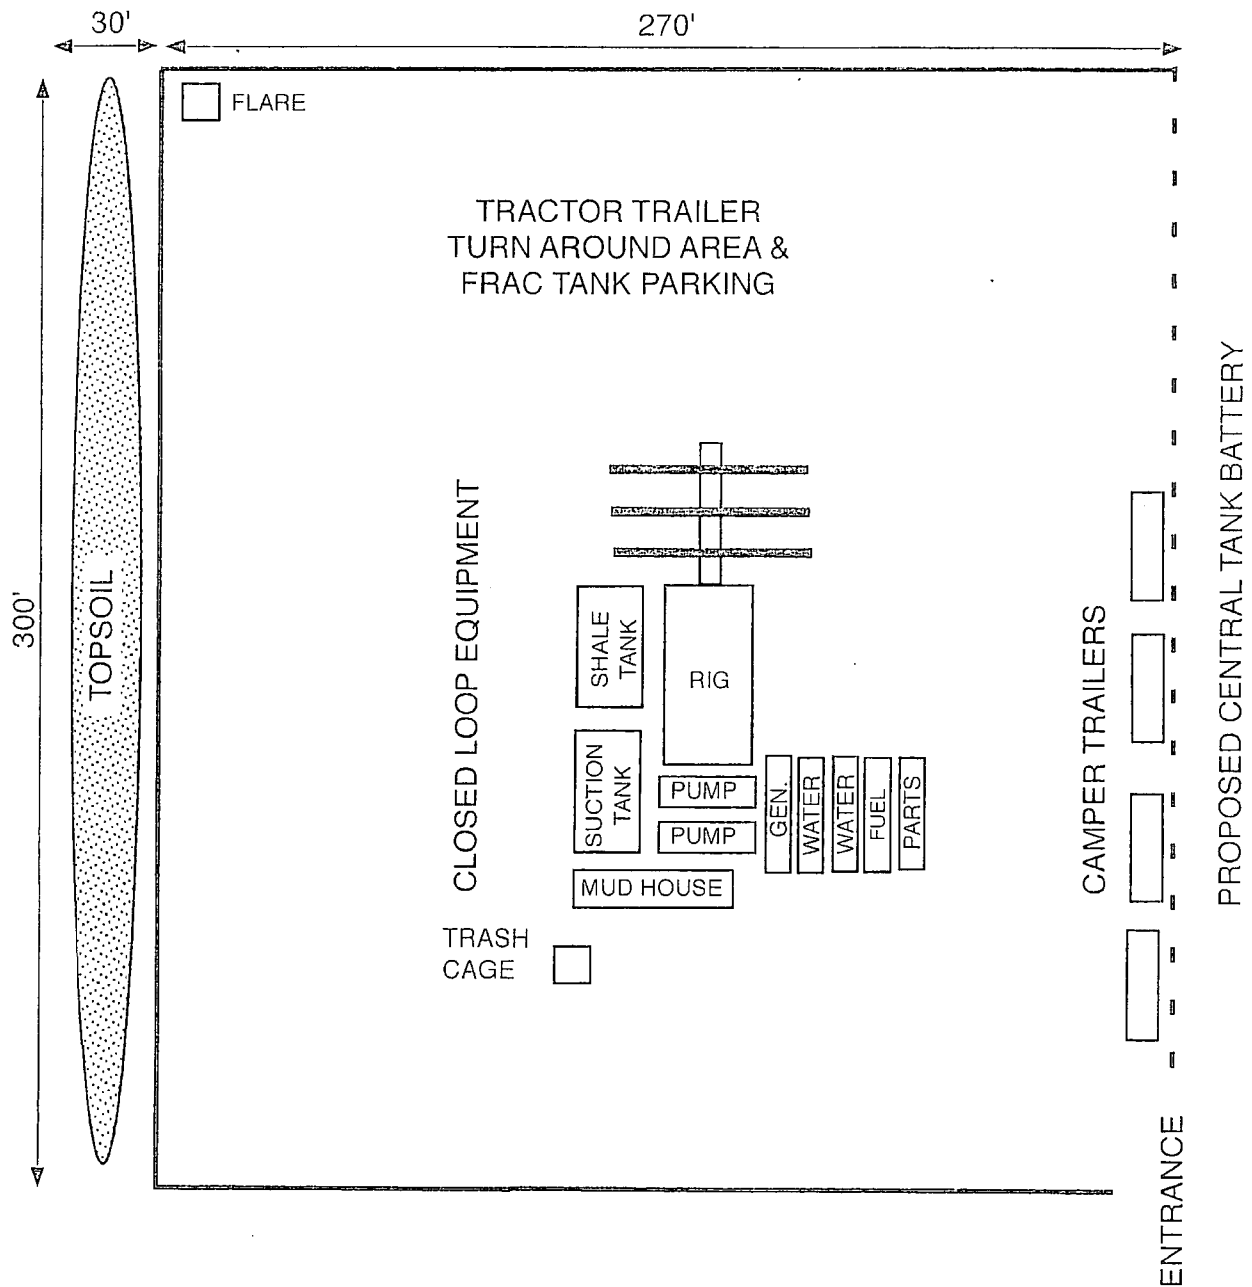 30'
270'
FLARE
TRACTOR TRAILER
TURN AROUND AREA &
FRAC TANK PARKING
300'
TOPSOIL
CLOSED LOOP EQUIPMENT
SHALE
TANK
RIG
SUCTION
TANK
PUMP
PUMP
GEN.
WATER
WATER
FUEL
PARTS
MUD HOUSE
TRASH
CAGE
CAMPER TRAILERS
PROPOSED CENTRAL TANK BATTERY
ENTRANCE